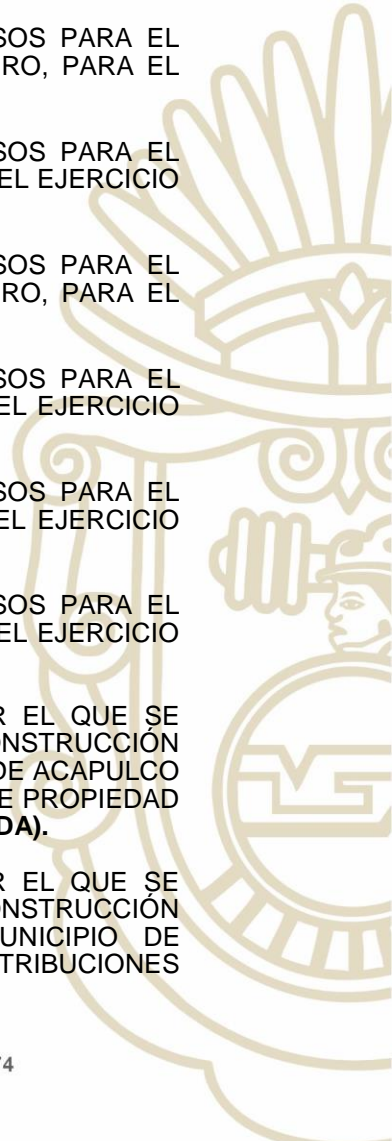 SOS PARA EL
RO, PARA EL
SOS PARA EL
EL EJERCICIO
SOS PARA EL
RO, PARA EL
SOS PARA EL
EL EJERCICIO
SOS PARA EL
EL EJERCICIO
SOS PARA EL
EL EJERCICIO
R EL QUE SE
ONSTRUCCIÓN
DE ACAPULCO
E PROPIEDAD
DA).
R EL QUE SE
ONSTRUCCIÓN
UNICIPIO DE
TRIBUCIONES
74